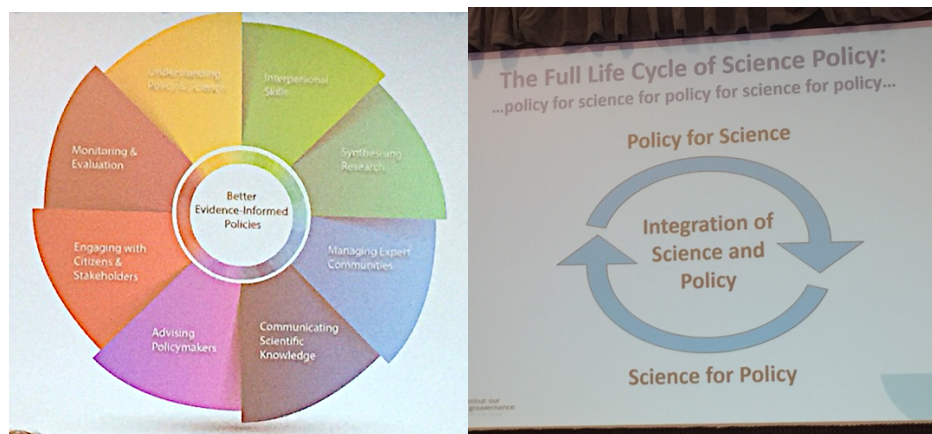 Understanding
Policy & Science
Interpersonal
Skills
Synthesising
Research
Managing Expert
Communities
Communicating
Scientific
Knowledge
Advising
Policymakers
Engaging with
Citizens &
Stakeholders
Monitoring &
Evaluation
Better
Evidence-Informed
Policies
The Full Life Cycle of Science Policy:
...policy for science for policy for science for policy...
Policy for Science
Integration of
Science and
Policy
Science for Policy
gouvernance